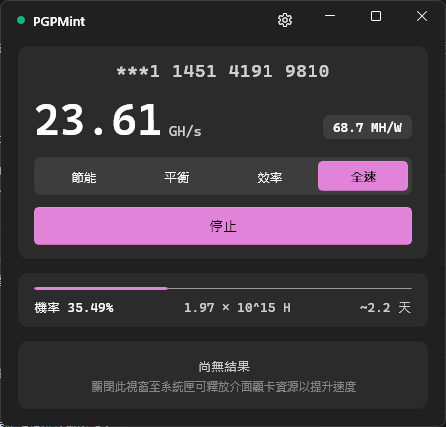 PGPMint
***1 1451 4191 9810
23.61 GH/s
68.7 MH/W
節能 平衡 效率 全速
停止
機率 35.49% 1.97 × 10^15 H ~2.2 天
尚無結果
關閉此視窗至系統匣可釋放介面顯卡資源以提升速度